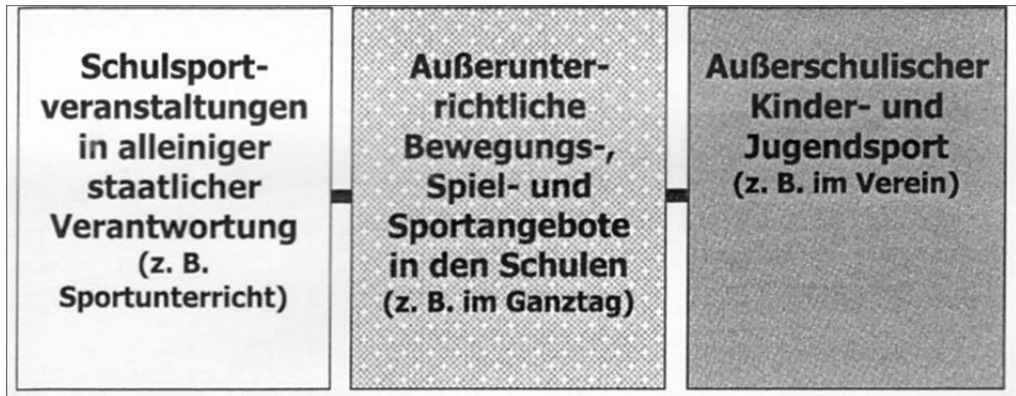 Schulsport-
veranstaltungen
in alleiniger
staatlicher
Verantwortung
(z. B.
Sportunterricht)
Außerunter-
richtliche
Bewegungs-,
Spiel- und
Sportangebote
in den Schulen
(z. B. im Ganztag)
Außerschulischer
Kinder- und
Jugendsport
(z. B. im Verein)